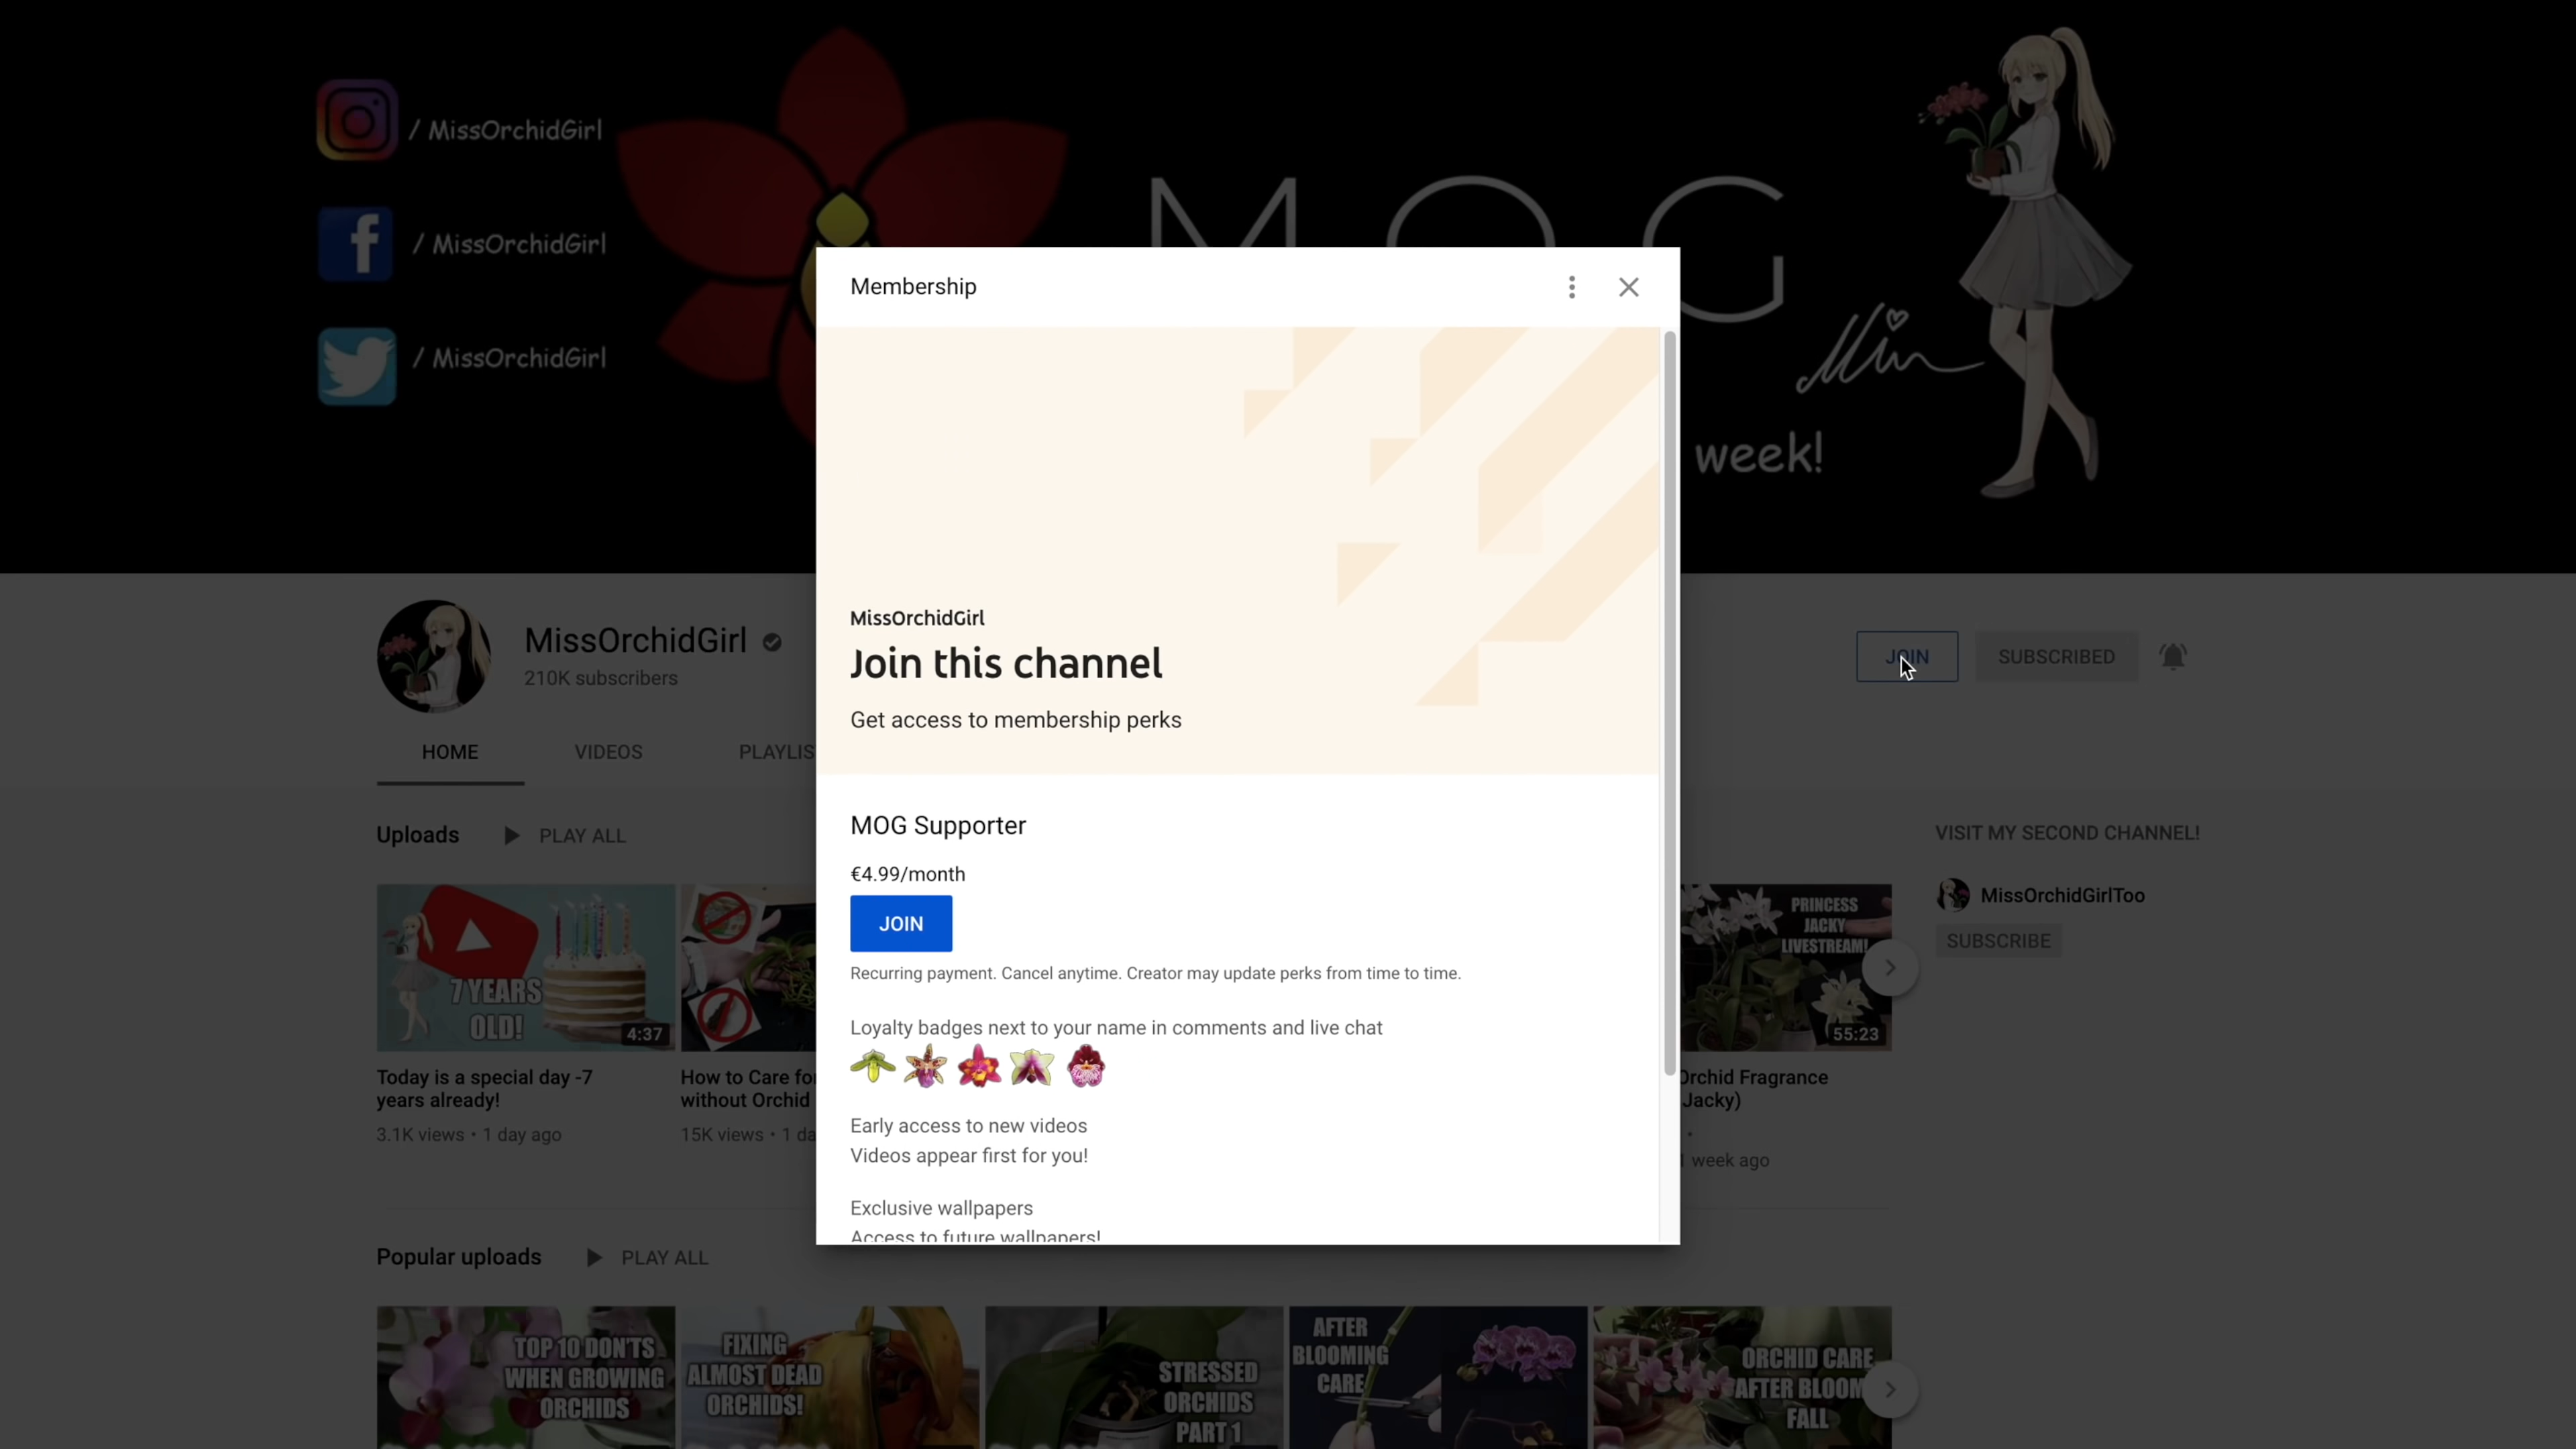 / MissOrchidGirl
/ MissOrchidGirl
/ MissOrchidGirl
MOG
week!
Membership
MissOrchidGirl
Join this channel
Get access to membership perks
MOG Supporter
€4.99/month
JOIN
Recurring payment. Cancel anytime. Creator may update perks from time to time.
Loyalty badges next to your name in comments and live chat
Early access to new videos
Videos appear first for you!
Exclusive wallpapers
Access to future wallpapers!
MissOrchidGirl
210K subscribers
JOIN
SUBSCRIBED
HOME
VIDEOS
PLAYLIS
Uploads
PLAY ALL
7 YEARS
OLD!
4:37
Today is a special day -7
years already!
3.1K views • 1 day ago
How to Care fo
without Orchid
15K views • 1 da
PRINCESS
JACKY
LIVESTREAM!
55:23
Orchid Fragrance
Jacky)
•
1 week ago
VISIT MY SECOND CHANNEL!
MissOrchidGirlToo
SUBSCRIBE
Popular uploads
PLAY ALL
TOP 10 DON'TS
WHEN GROWING
ORCHIDS
FIXING
ALMOST DEAD
ORCHIDS!
STRESSED
ORCHIDS
PART 1
AFTER
BLOOMING
CARE
ORCHID CARE
AFTER BLOOM
FALL